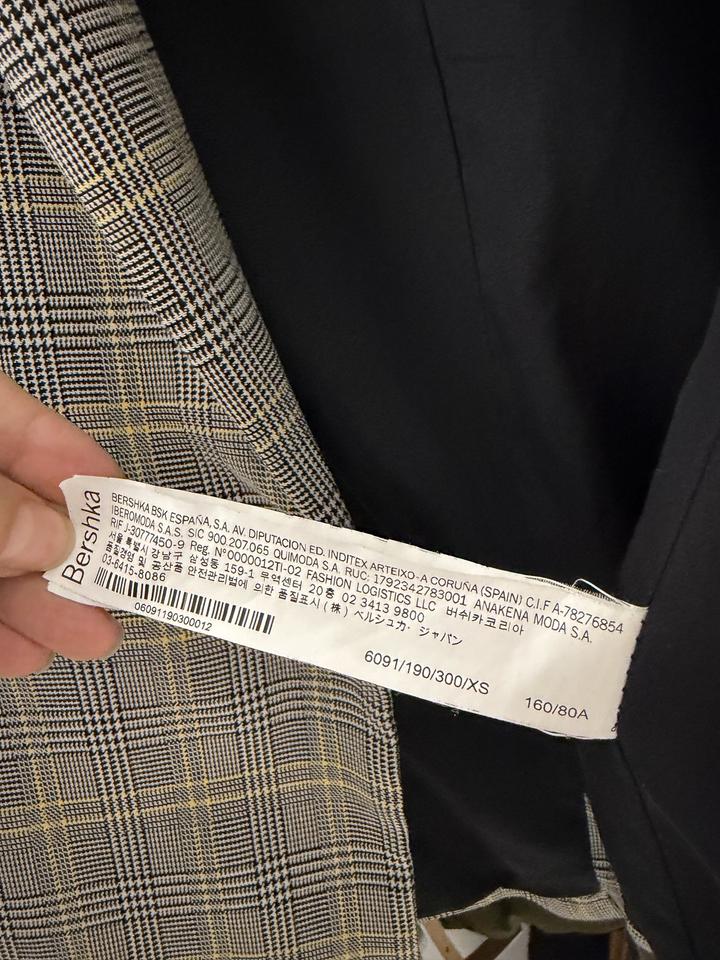 Bershka
BERSHKA BSK ESPAÑA, S.A. AV. DIPUTACION ED. INDITEX ARTEIXO - A CORUÑA (SPAIN) C.I.F A-78276854
IBEROMODA S.A.S. SIC 900.207.065 QUIMODA S.A. RUC: 1792342783001 ANAKENA MODA S.A.
RIF J-30777450-9 Reg. Nº0000012TI-02 FASHION LOGISTICS LLC 버쉬카코리아
서울 특별시 강남구 삼성동 159-1 무역센터 20층 02 3413 9800
품질경영 및 공산품 안전관리법에 의한 품질표시 (株) ベルシュカ・ジャパン
03-6415-8086
06091190300012
6091/190/300/XS
160/80A